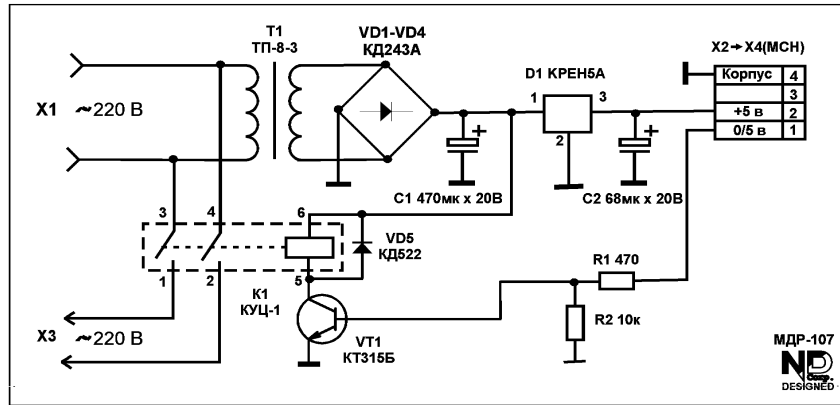 T1
ТП-8-3
VD1-VD4
КД243А
X2→X4(МСН)
D1 КРЕН5А
Корпус 4
3
+5 в 2
0/5 в 1
X1 ~220 В
1
3
2
+
+
C1 470мк x 20В
C2 68мк x 20В
3
4
6
VD5
КД522
R1 470
1
2
5
K1
КУЦ-1
R2 10к
VT1
КТ315Б
X3 ~220 В
МДР-107
NP
Corp.
DESIGNED